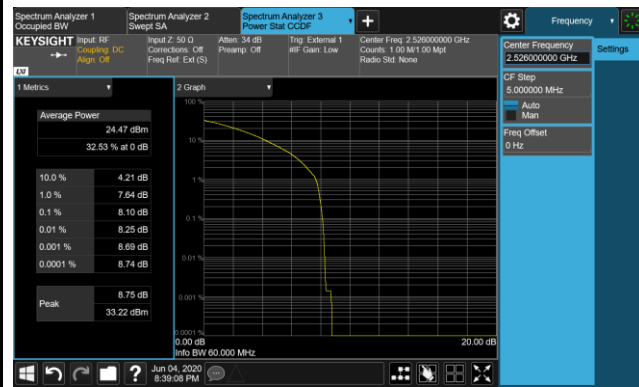 Spectrum Analyzer 1
Occupied BW
Spectrum Analyzer 2
Swept SA
Spectrum Analyzer 3
Power Stat CCDF
Frequency
KEYSIGHT
Input: RF
Coupling: DC
Align: Off
Input Z: 50 Ω
Corrections: Off
Freq Ref: Ext (S)
Atten: 34 dB
Preamp: Off
Trig: External 1
#IF Gain: Low
Center Freq: 2.526000000 GHz
Counts: 1.00 M/1.00 Mpt
Radio Std: None
LXI
Center Frequency
2.526000000 GHz
Settings
CF Step
5.000000 MHz
Auto
Man
Freq Offset
0 Hz
1 Metrics
Average Power
24.47 dBm
32.53 % at 0 dB
10.0 % 4.21 dB
1.0 % 7.64 dB
0.1 % 8.10 dB
0.01 % 8.25 dB
0.001 % 8.69 dB
0.0001 % 8.74 dB
Peak
8.75 dB
33.22 dBm
2 Graph
100 %
10 %
1 %
0.1 %
0.01 %
0.001 %
0.0001 %
0.00 dB
20.00 dB
Info BW 60.000 MHz
?
Jun 04, 2020
8:39:08 PM